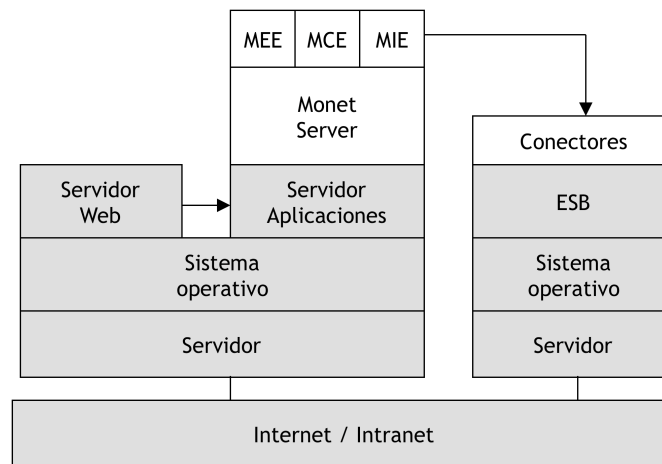 MEE MCE MIE
Monet
Server
Conectores
Servidor
Web
Servidor
Aplicaciones
ESB
Sistema
operativo
Sistema
operativo
Servidor
Servidor
Internet / Intranet